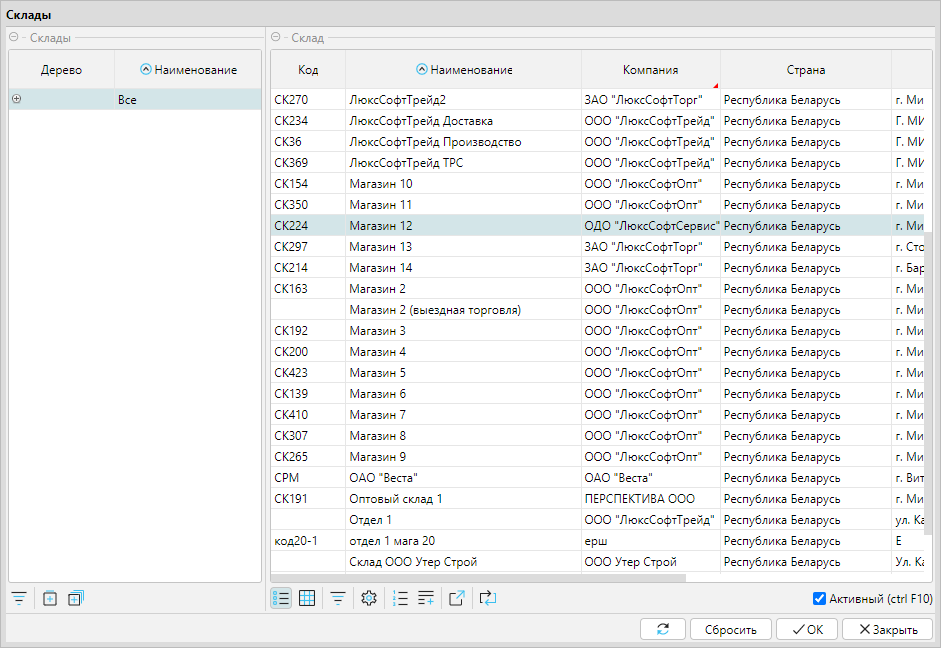 Склады
Склады
Дерево Наименование
Все
Склад
Код Наименование Компания Страна
СК270 ЛюксСофтТрейд2 ЗАО "ЛюксСофтТорг" Республика Беларусь г. Ми
СК234 ЛюксСофтТрейд Доставка ООО "ЛюксСофтТрейд" Республика Беларусь Г. МИ
СК36 ЛюксСофтТрейд Производство ООО "ЛюксСофтТрейд" Республика Беларусь Г. МИ
СК369 ЛюксСофтТрейд ТРС ООО "ЛюксСофтТрейд" Республика Беларусь Г. МИ
СК154 Магазин 10 ООО "ЛюксСофтОпт" Республика Беларусь г. Ми
СК350 Магазин 11 ООО "ЛюксСофтОпт" Республика Беларусь г. Ми
СК224 Магазин 12 ОДО "ЛюксСофтСервис" Республика Беларусь г. Ми
СК297 Магазин 13 ЗАО "ЛюксСофтТорг" Республика Беларусь г. Сто
СК214 Магазин 14 ЗАО "ЛюксСофтТорг" Республика Беларусь г. Бар
СК163 Магазин 2 ООО "ЛюксСофтОпт" Республика Беларусь г. Ми
Магазин 2 (выездная торговля) ООО "ЛюксСофтОпт" Республика Беларусь г. Ми
СК192 Магазин 3 ООО "ЛюксСофтОпт" Республика Беларусь г. Ми
СК200 Магазин 4 ООО "ЛюксСофтОпт" Республика Беларусь г. Ми
СК423 Магазин 5 ООО "ЛюксСофтОпт" Республика Беларусь г. Ми
СК139 Магазин 6 ООО "ЛюксСофтОпт" Республика Беларусь г. Ми
СК410 Магазин 7 ООО "ЛюксСофтОпт" Республика Беларусь г. Ми
СК307 Магазин 8 ООО "ЛюксСофтОпт" Республика Беларусь г. Ми
СК265 Магазин 9 ООО "ЛюксСофтОпт" Республика Беларусь г. Ми
СРМ ОАО "Веста" ОАО "Веста" Республика Беларусь г. Вит
СК191 Оптовый склад 1 ПЕРСПЕКТИВА ООО Республика Беларусь г. Ми
Отдел 1 ООО "ЛюксСофтТрейд" Республика Беларусь ул. Ка
код20-1 отдел 1 мага 20 ерш Республика Беларусь Е
Склад ООО Утер Строй ООО Утер Строй Республика Беларусь Ул. Ка
Активный (ctrl F10)
Сбросить ОК Закрыть